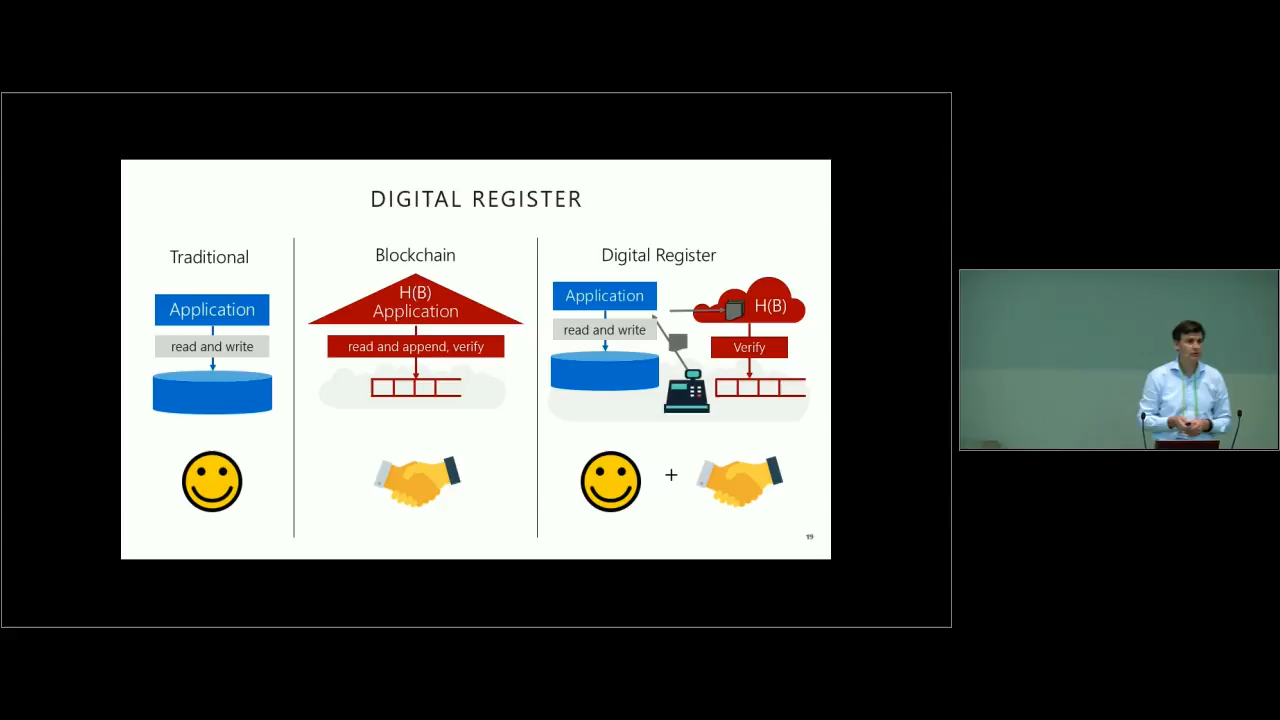 DIGITAL REGISTER
Traditional
Application
read and write
Blockchain
H(B)
Application
read and append, verify
Digital Register
Application
read and write
H(B)
Verify
+
19